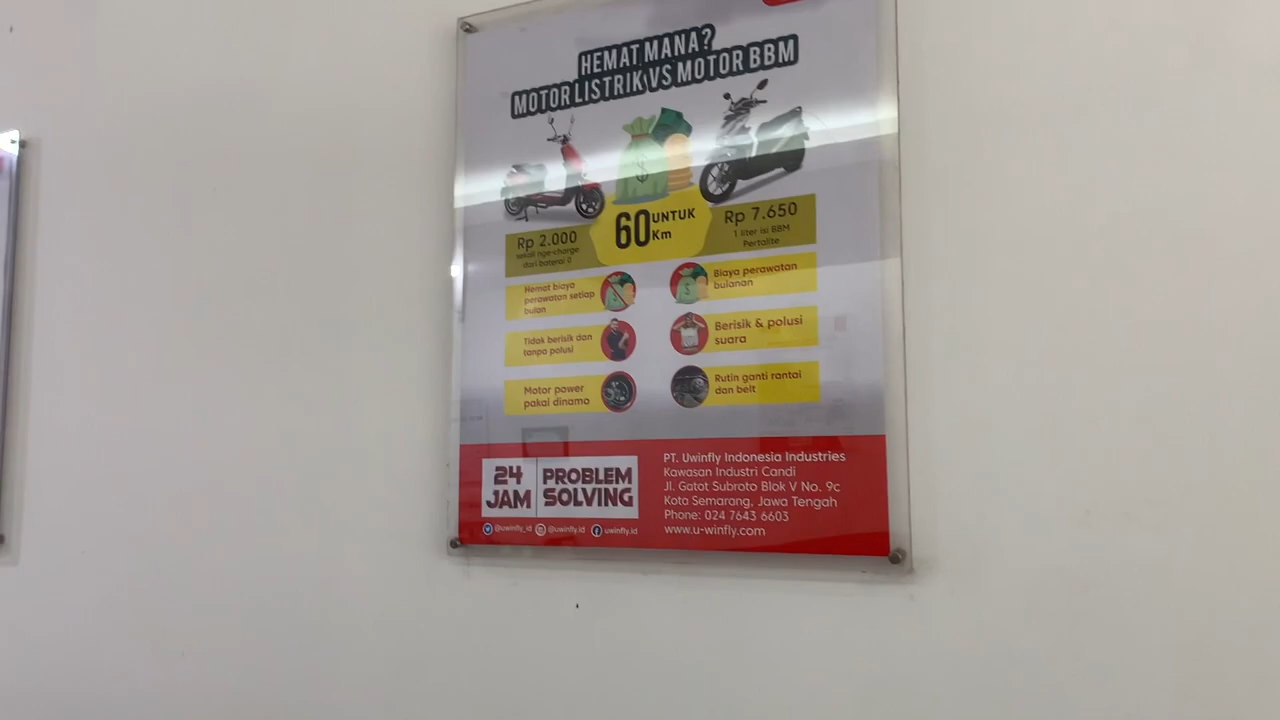 HEMAT MANA?
MOTOR LISTRIK VS MOTOR BBM
60 UNTUK
Km
Rp 2.000
sekali nge-charge
dari baterai 0
Rp 7.650
1 liter isi BBM
Pertalite
Hemat biaya
perawatan setiap
bulan
Biaya perawatan
bulanan
Tidak berisik dan
tanpa polusi
Berisik & polusi
suara
Motor power
pakai dinamo
Rutin ganti rantai
dan belt
24
JAM
PROBLEM
SOLVING
@uwinfly_id @uwinfly.id uwinfly.id
PT. Uwinfly Indonesia Industries
Kawasan Industri Candi
Jl. Gatot Subroto Blok V No. 9c
Kota Semarang, Jawa Tengah
Phone: 024 7643 6603
www.u-winfly.com